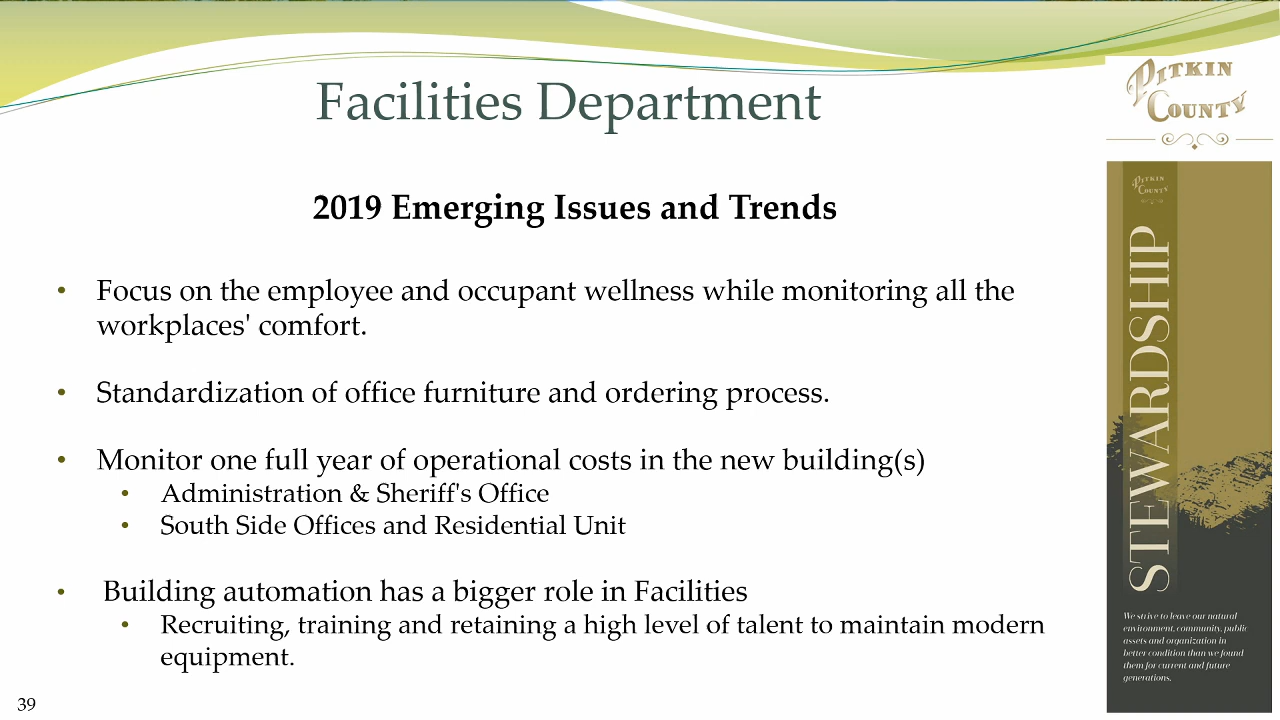 Facilities Department
2019 Emerging Issues and Trends
• Focus on the employee and occupant wellness while monitoring all the
workplaces' comfort.
• Standardization of office furniture and ordering process.
• Monitor one full year of operational costs in the new building(s)
• Administration & Sheriff's Office
• South Side Offices and Residential Unit
• Building automation has a bigger role in Facilities
• Recruiting, training and retaining a high level of talent to maintain modern
equipment.
39
PITKIN
COUNTY
PITKIN
COUNTY
STEWARDSHIP
We strive to leave our natural
environment, community, public
assets and organization in
better condition than we found
them for current and future
generations.